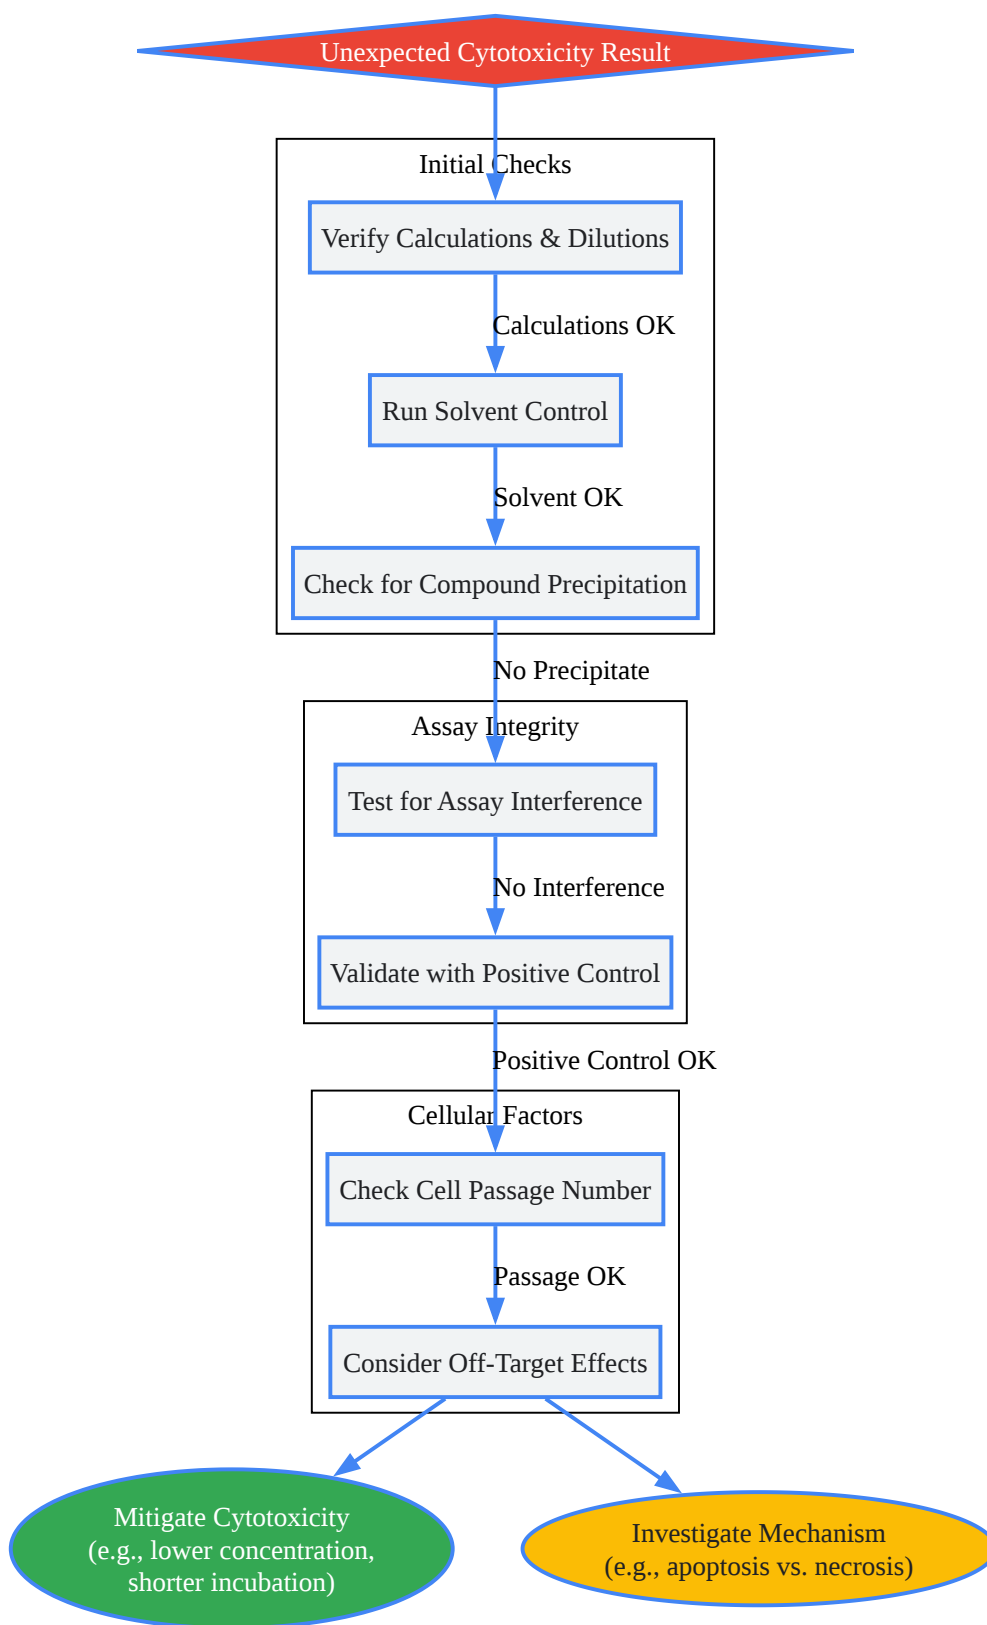 Unexpected Cytotoxicity Result
Initial Checks
Verify Calculations & Dilutions
Calculations OK
Run Solvent Control
Solvent OK
Check for Compound Precipitation
No Precipitate
Assay Integrity
Test for Assay Interference
No Interference
Validate with Positive Control
Positive Control OK
Cellular Factors
Check Cell Passage Number
Passage OK
Consider Off-Target Effects
Mitigate Cytotoxicity
(e.g., lower concentration,
shorter incubation)
Investigate Mechanism
(e.g., apoptosis vs. necrosis)